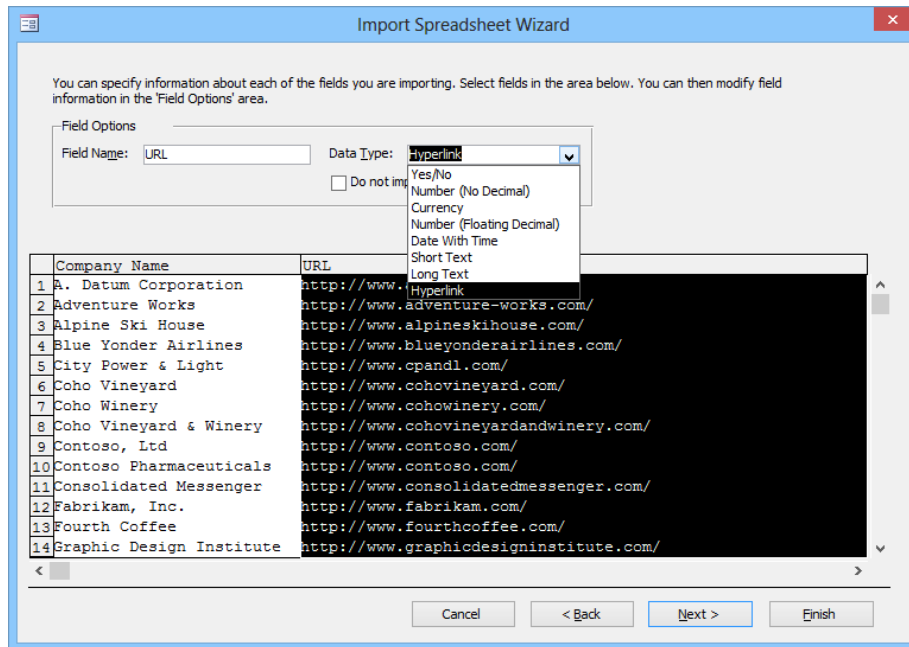 Import Spreadsheet Wizard
You can specify information about each of the fields you are importing. Select fields in the area below. You can then modify field
information in the 'Field Options' area.
Field Options
Field Name: URL Data Type: Hyperlink
Do not imp
Yes/No
Number (No Decimal)
Currency
Number (Floating Decimal)
Date With Time
Short Text
Long Text
Hyperlink
Company Name URL
1 A. Datum Corporation http://www.
2 Adventure Works http://www.adventure-works.com/
3 Alpine Ski House http://www.alpineskihouse.com/
4 Blue Yonder Airlines http://www.blueyonderairlines.com/
5 City Power & Light http://www.cpandl.com/
6 Coho Vineyard http://www.cohovineyard.com/
7 Coho Winery http://www.cohowinery.com/
8 Coho Vineyard & Winery http://www.cohovineyardandwinery.com/
9 Contoso, Ltd http://www.contoso.com/
10 Contoso Pharmaceuticals http://www.contoso.com/
11 Consolidated Messenger http://www.consolidatedmessenger.com/
12 Fabrikam, Inc. http://www.fabrikam.com/
13 Fourth Coffee http://www.fourthcoffee.com/
14 Graphic Design Institute http://www.graphicdesigninstitute.com/
Cancel < Back Next > Finish